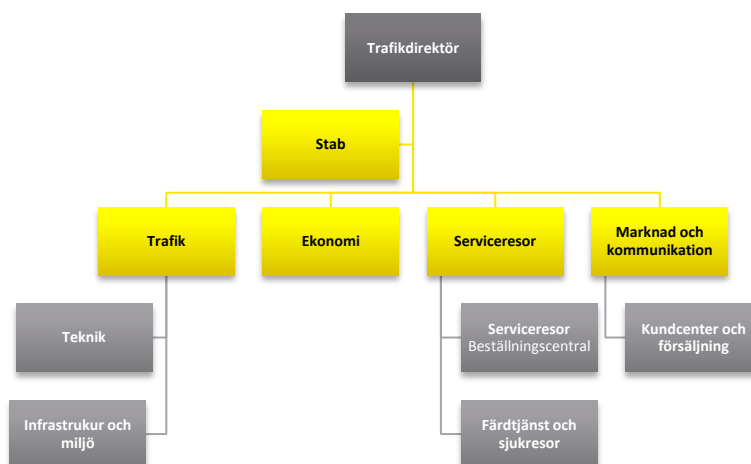 Trafikdirektör
Stab
Trafik
Ekonomi
Serviceresor
Marknad och
kommunikation
Teknik
Serviceresor
Beställningscentral
Kundcenter och
försäljning
Infrastrukur och
miljö
Färdtjänst och
sjukresor